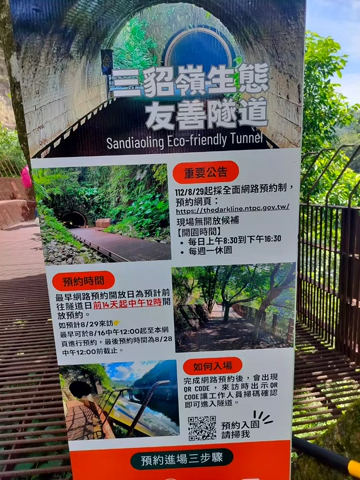 三貂嶺生態
友善隧道
Sandiaoling Eco-friendly Tunnel
重要公告
112/8/29起採全面網路預約制，
預約網頁：
https://thedarkline.ntpc.gov.tw/
現場無開放候補
【開園時間】
• 每日上午8:30到下午16:30
• 每週一休園
預約時間
最早網路預約開放日為預計前
往隧道日前14天起中午12時開
放預約。
如預計8/29來訪👉
最早可於8/16中午12:00起至本網
頁進行預約。最後預約時間為8/28
中午12:00前截止。
如何入場
完成網路預約後，會出現
QR CODE，來訪時出示QR
CODE讓工作人員掃碼確認
即可進入隧道。
預約入園
請掃我
預約進場三步驟